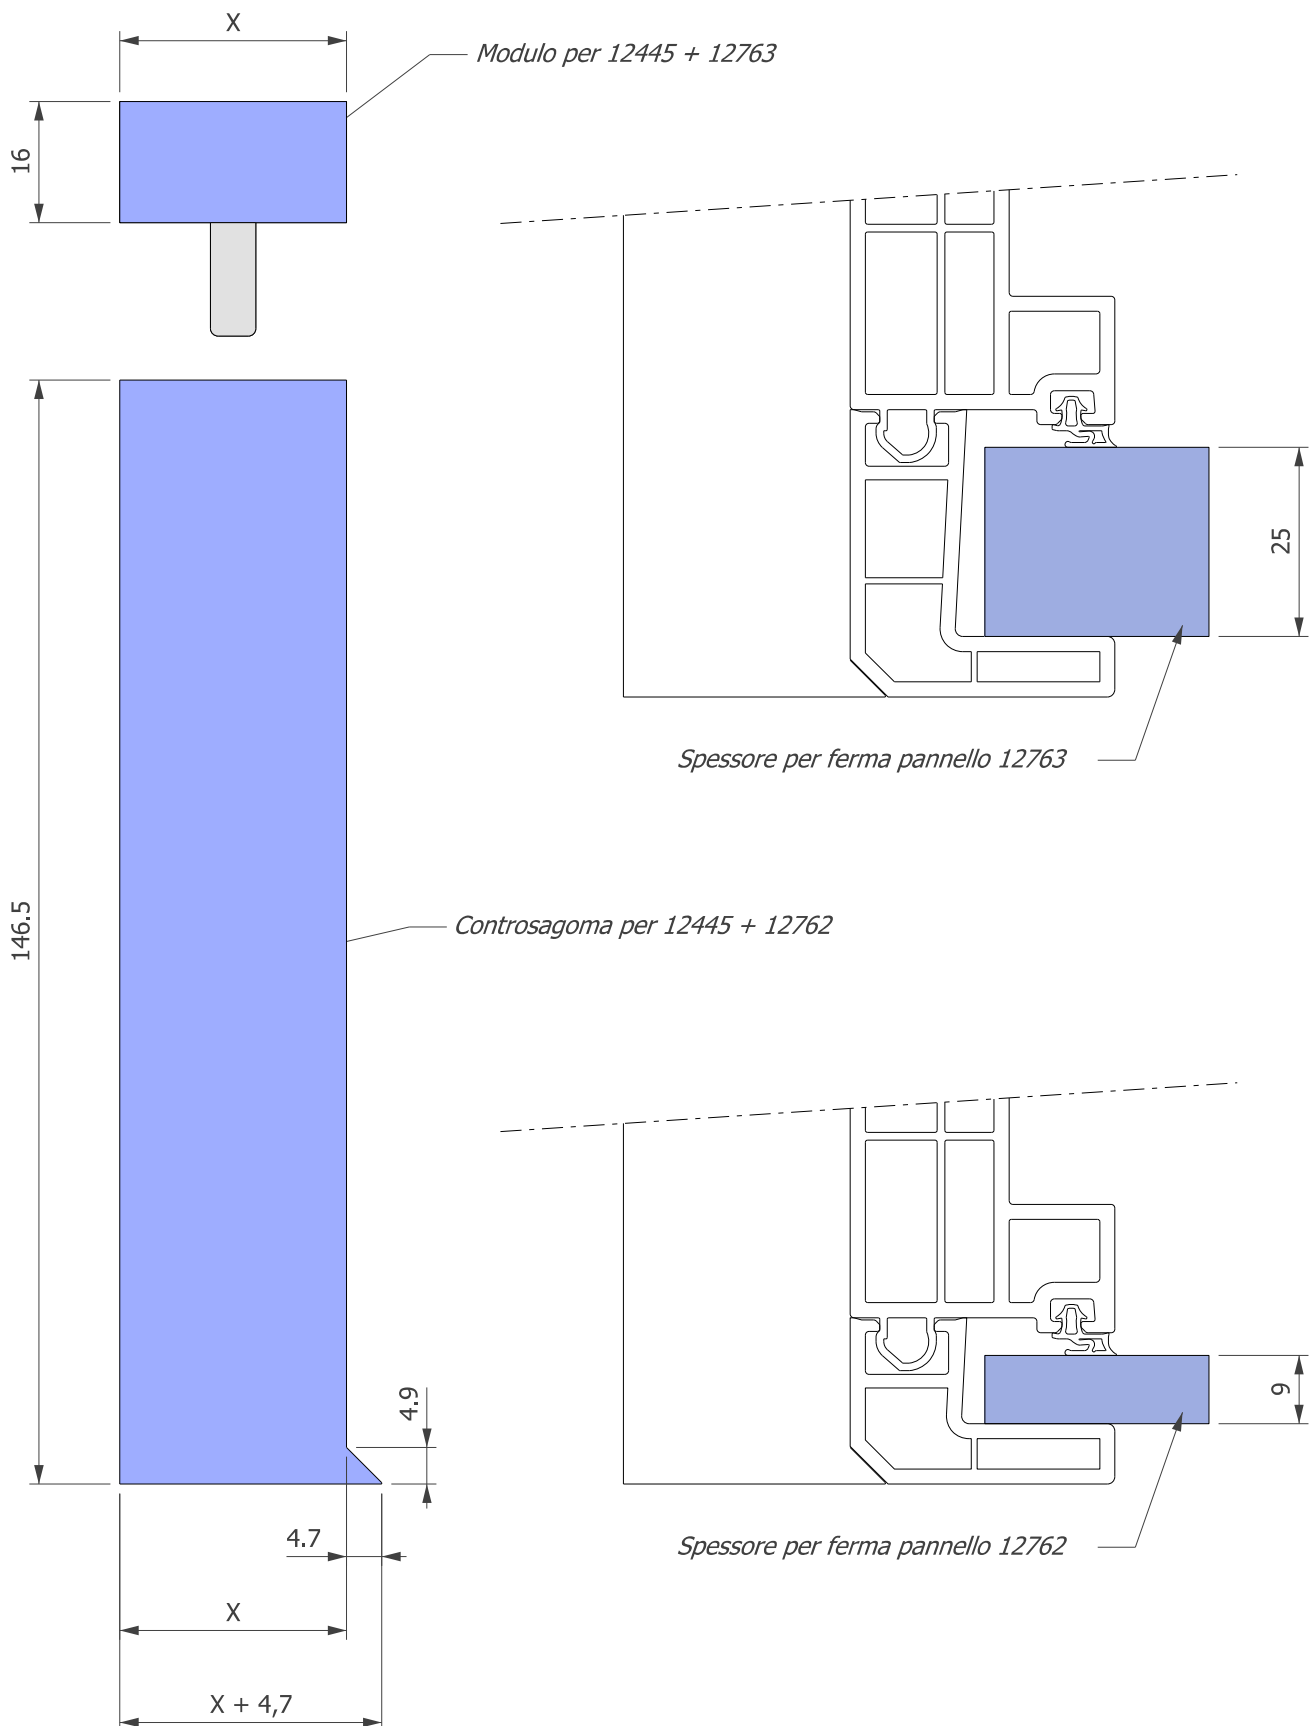 X
Modulo per 12445 + 12763
16
25
Spessore per ferma pannello 12763
146.5
Controsagoma per 12445 + 12762
4.9
9
4.7
Spessore per ferma pannello 12762
X
X + 4,7